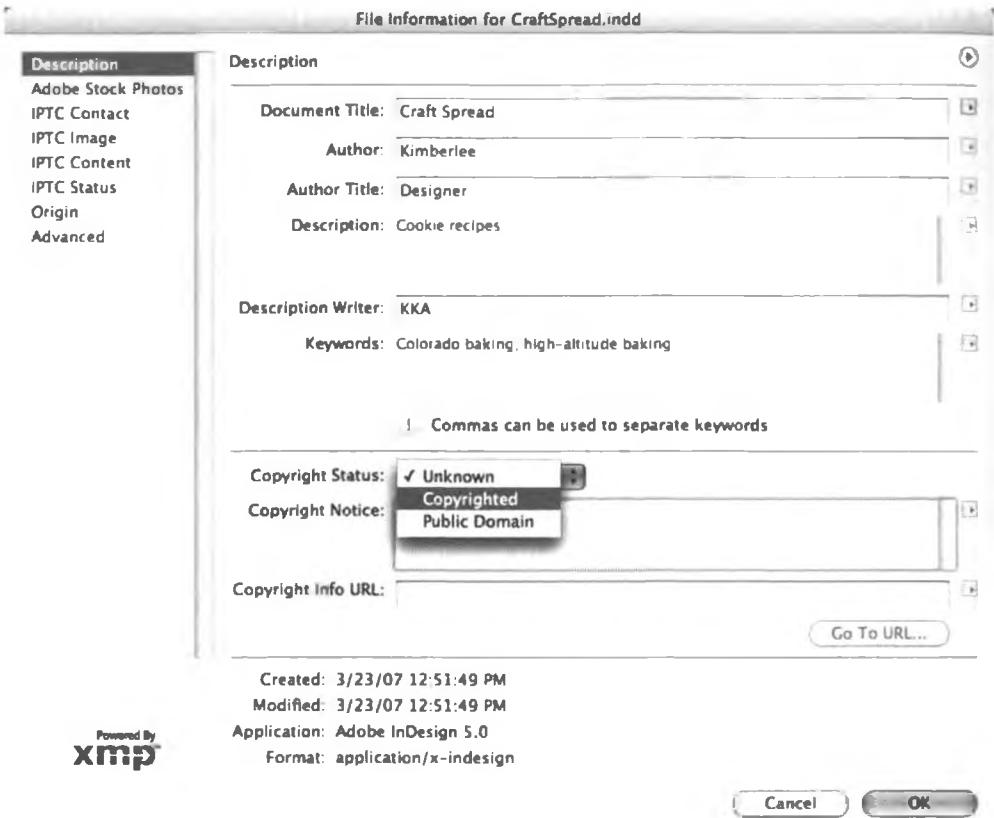 File Information for CraftSpread.indd
Description
Adobe Stock Photos
IPTC Contact
IPTC Image
IPTC Content
IPTC Status
Origin
Advanced
Description
Document Title: Craft Spread
Author: Kimberlee
Author Title: Designer
Description: Cookie recipes
Description Writer: KKA
Keywords: Colorado baking, high-altitude baking
! Commas can be used to separate keywords
Copyright Status: ✓ Unknown
Copyrighted
Public Domain
Copyright Notice:
Copyright Info URL:
Go To URL...
Created: 3/23/07 12:51:49 PM
Modified: 3/23/07 12:51:49 PM
Application: Adobe InDesign 5.0
Format: application/x-indesign
Powered By
xmp
Cancel
OK